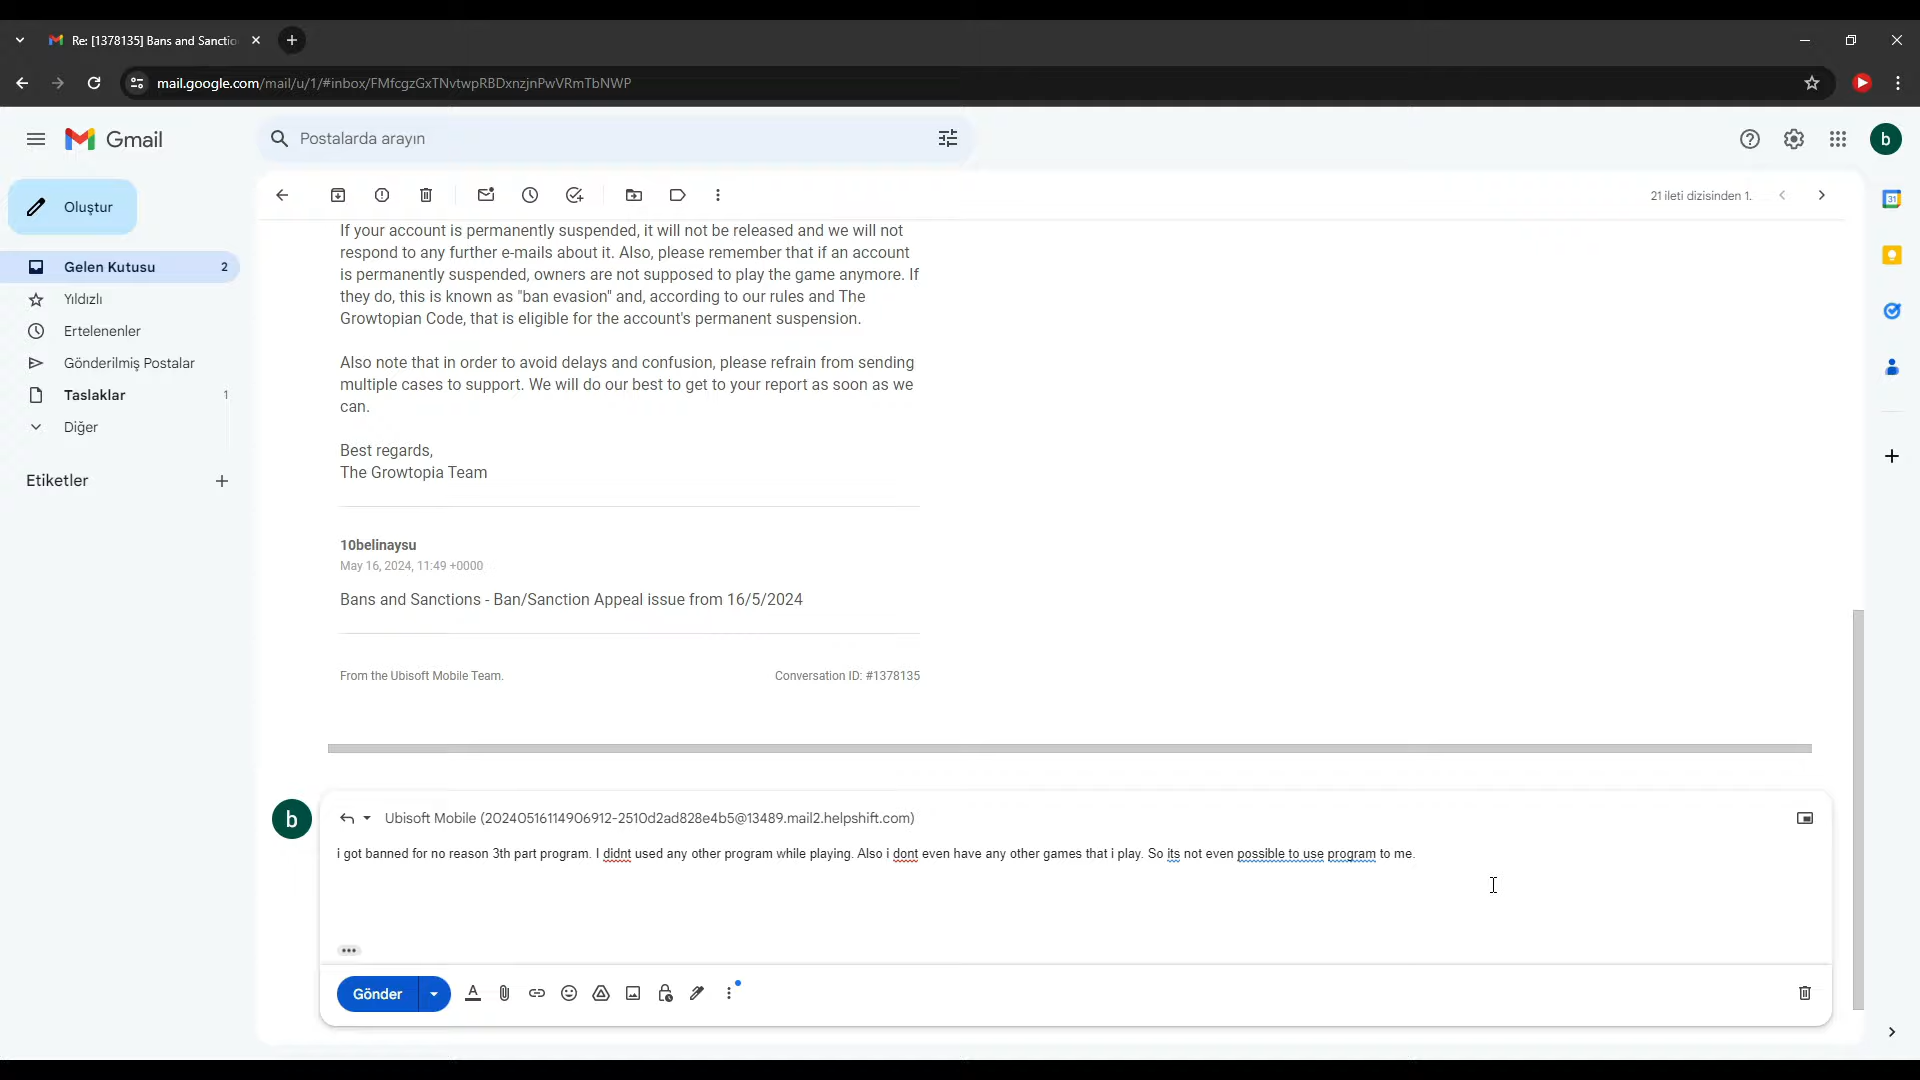 Re: [1378135] Bans and Sanctio
mail.google.com/mail/u/1/#inbox/FMfcgzGxTNvtwpRBDxnzjnPwVRmTbNWP
Gmail
Postalarda arayın
b
Oluştur
21 ileti dizisinden 1.
31
Gelen Kutusu 2
Yıldızlı
Ertelenenler
Gönderilmiş Postalar
Taslaklar 1
Diğer
Etiketler
If your account is permanently suspended, it will not be released and we will not
respond to any further e-mails about it. Also, please remember that if an account
is permanently suspended, owners are not supposed to play the game anymore. If
they do, this is known as "ban evasion" and, according to our rules and The
Growtopian Code, that is eligible for the account's permanent suspension.
Also note that in order to avoid delays and confusion, please refrain from sending
multiple cases to support. We will do our best to get to your report as soon as we
can.
Best regards,
The Growtopia Team
10belinaysu
May 16, 2024, 11:49 +0000
Bans and Sanctions - Ban/Sanction Appeal issue from 16/5/2024
From the Ubisoft Mobile Team. Conversation ID: #1378135
b
Ubisoft Mobile (20240516114906912-2510d2ad828e4b5@13489.mail2.helpshift.com)
i got banned for no reason 3th part program. I didnt used any other program while playing. Also i dont even have any other games that i play. So its not even possible to use program to me.
Gönder